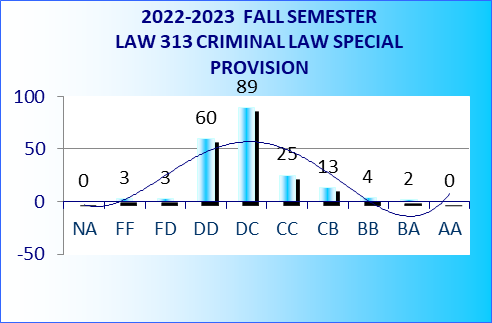 2022-2023 FALL SEMESTER
LAW 313 CRIMINAL LAW SPECIAL
PROVISION
100
50
0
-50
0 3 3 60 89 25 13 4 2 0
NA FF FD DD DC CC CB BB BA AA